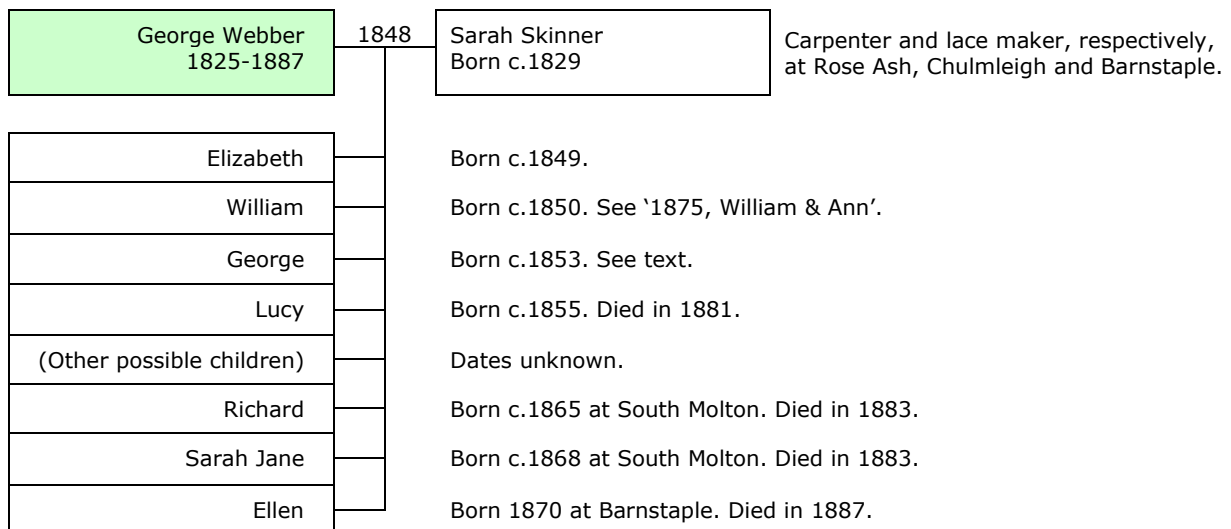 George Webber
1825-1887
1848
Sarah Skinner
Born c.1829
Carpenter and lace maker, respectively,
at Rose Ash, Chulmleigh and Barnstaple.
Elizabeth
Born c.1849.
William
Born c.1850. See ‘1875, William & Ann’.
George
Born c.1853. See text.
Lucy
Born c.1855. Died in 1881.
(Other possible children)
Dates unknown.
Richard
Born c.1865 at South Molton. Died in 1883.
Sarah Jane
Born c.1868 at South Molton. Died in 1883.
Ellen
Born 1870 at Barnstaple. Died in 1887.